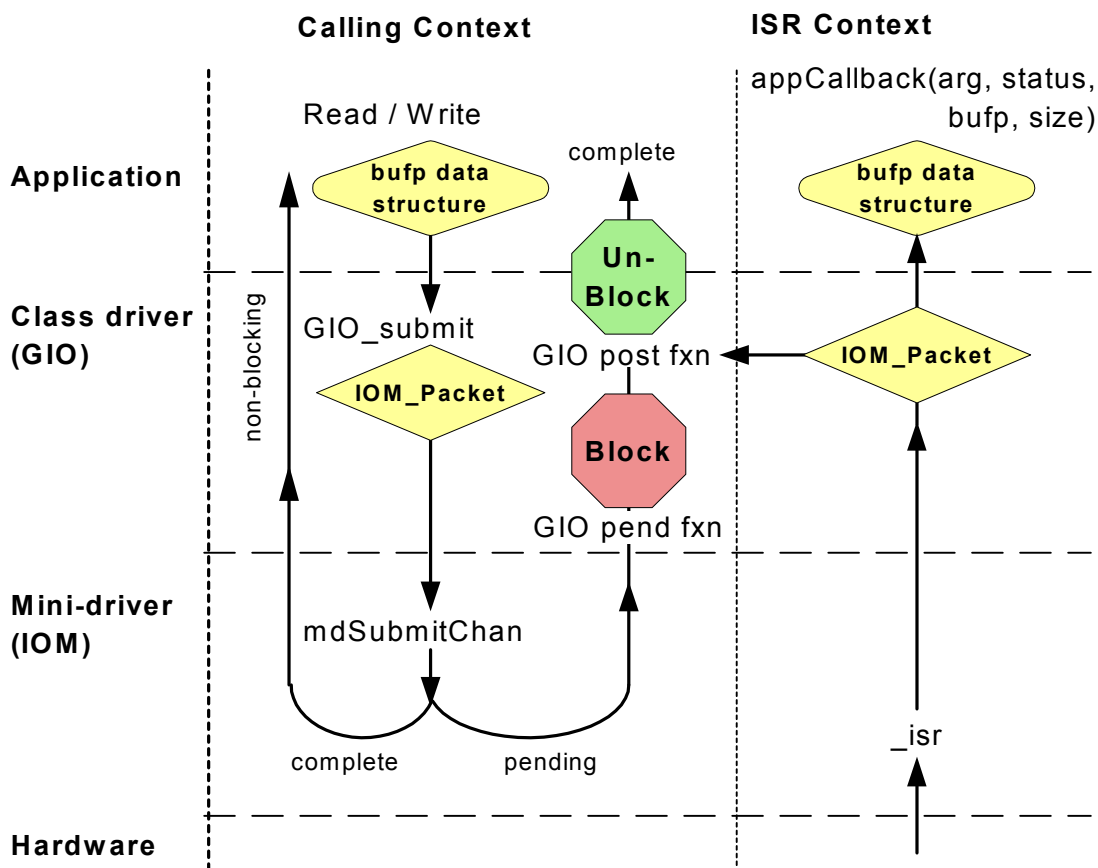 Calling Context
ISR Context
appCallback(arg, status,
bufp, size)
Read / Write
complete
Application
bufp data
structure
bufp data
structure
Un-
Block
Class driver
(GIO)
non-blocking
GIO_submit
GIO post fxn
IOM_Packet
IOM_Packet
Block
GIO pend fxn
Mini-driver
(IOM)
mdSubmitChan
_isr
complete
pending
Hardware